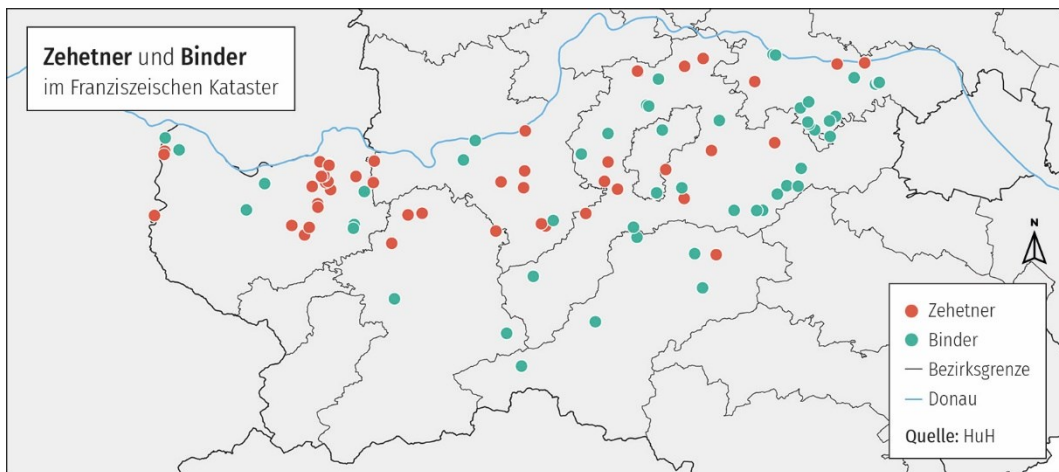 Zehetner und Binder
im Franziszeischen Kataster
N
Zehetner
Binder
Bezirksgrenze
Donau
Quelle: HuH